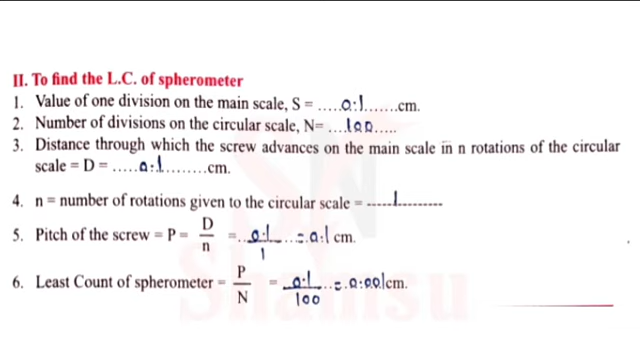 II. To find the L.C. of spherometer
1. Value of one division on the main scale, S = .....0.1.......cm.
2. Number of divisions on the circular scale, N= ....100.....
3. Distance through which the screw advances on the main scale in n rotations of the circular
scale = D = .....0.1.........cm.
4. n = number of rotations given to the circular scale = -----1---------
5. Pitch of the screw = P = D/n = ..0.1....= 0.1 cm.
1
6. Least Count of spherometer = P/N = 0.1...= .0.001cm.
100